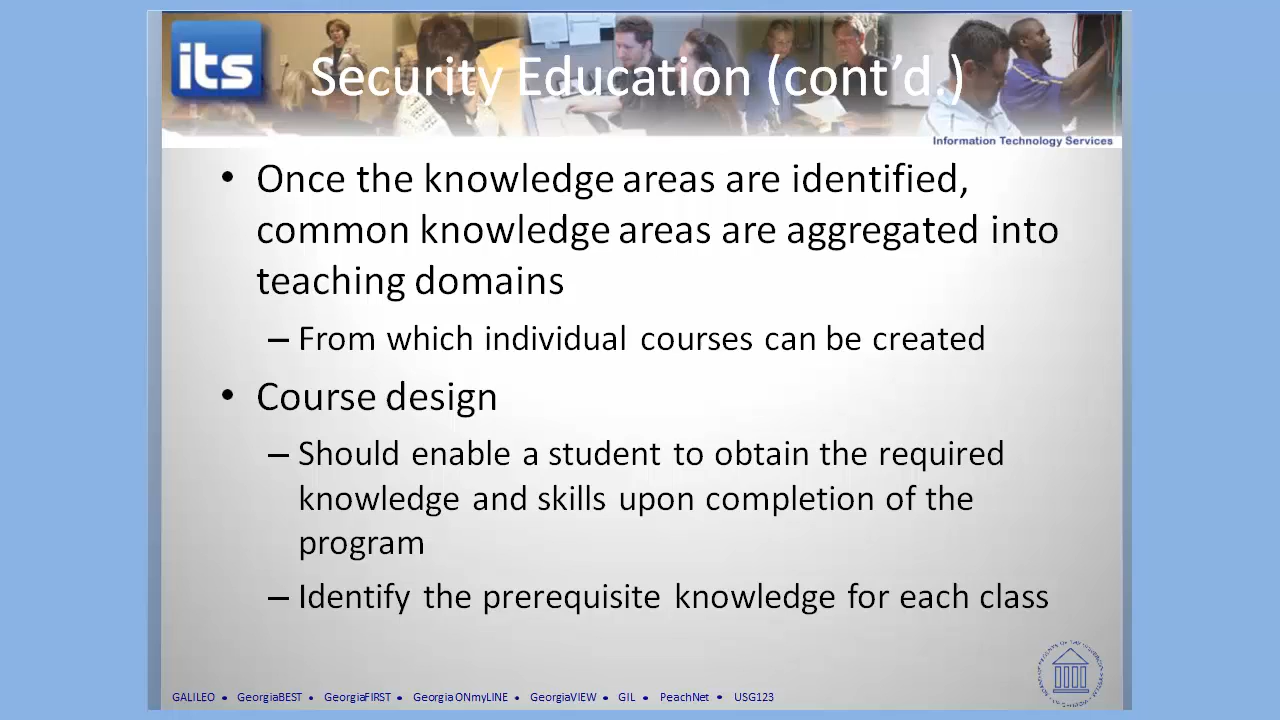 its
Security Education (cont’d.)
Information Technology Services
• Once the knowledge areas are identified,
common knowledge areas are aggregated into
teaching domains
– From which individual courses can be created
• Course design
– Should enable a student to obtain the required
knowledge and skills upon completion of the
program
– Identify the prerequisite knowledge for each class
GALILEO • GeorgiaBEST • GeorgiaFIRST • Georgia ONmyLINE • GeorgiaVIEW • GIL • PeachNet • USG123